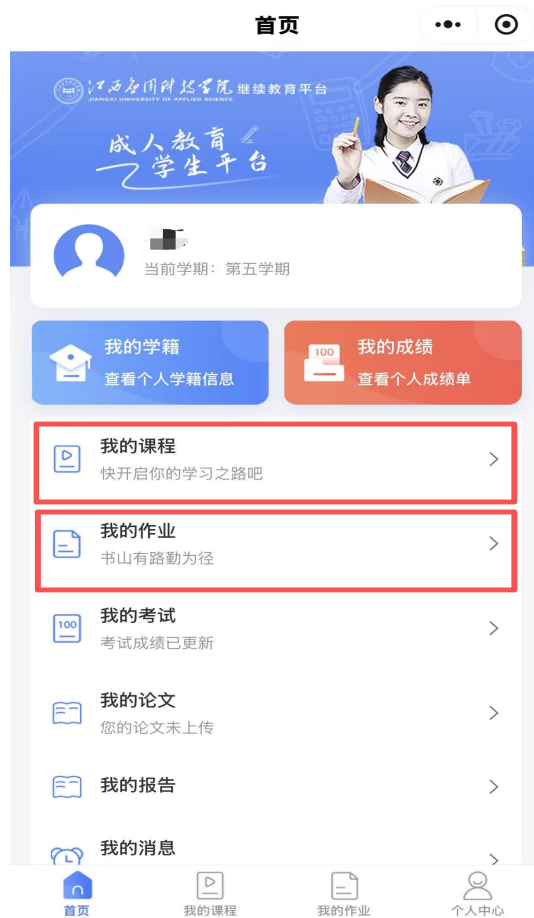 首页
江西应用科技学院 继续教育平台
JIANGXI UNIVERSITY OF APPLIED SCIENCE
成人教育
学生平台
当前学期：第五学期
我的学籍
查看个人学籍信息
100
我的成绩
查看个人成绩单
我的课程
快开启你的学习之路吧
我的作业
书山有路勤为径
100
我的考试
考试成绩已更新
我的论文
您的论文未上传
我的报告
我的消息
首页
我的课程
我的作业
个人中心